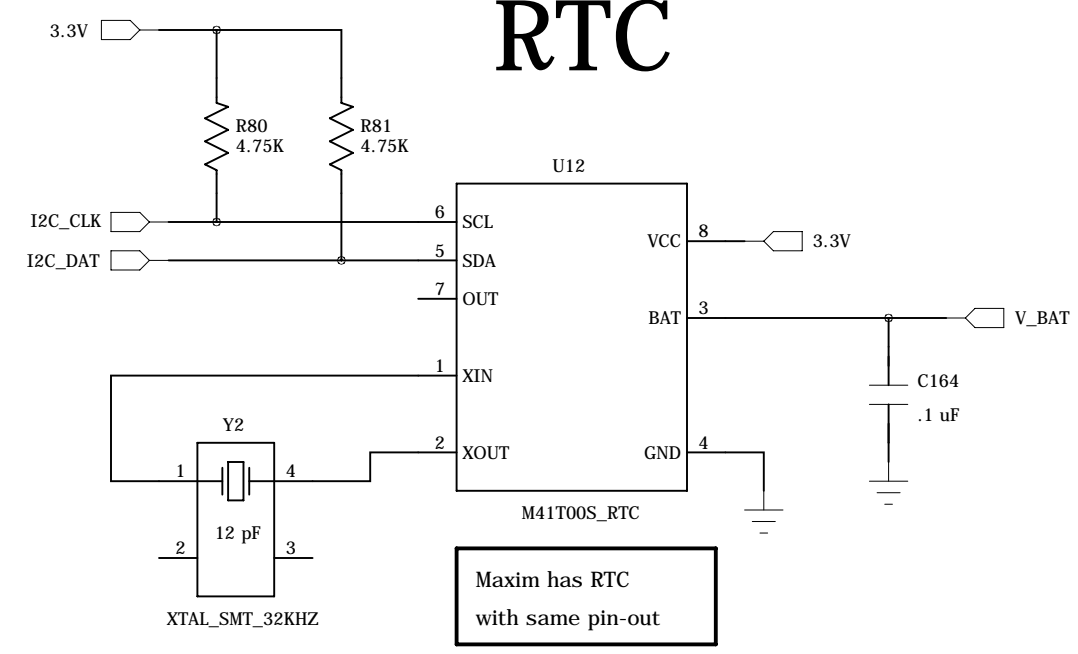 RTC
3.3V
R80
4.75K
R81
4.75K
U12
I2C_CLK
6
SCL
I2C_DAT
5
SDA
7
OUT
1
XIN
2
XOUT
VCC
8
3.3V
BAT
3
V_BAT
C164
.1 uF
GND
4
M41T00S_RTC
Y2
1
4
12 pF
2
3
XTAL_SMT_32KHZ
Maxim has RTC
with same pin-out